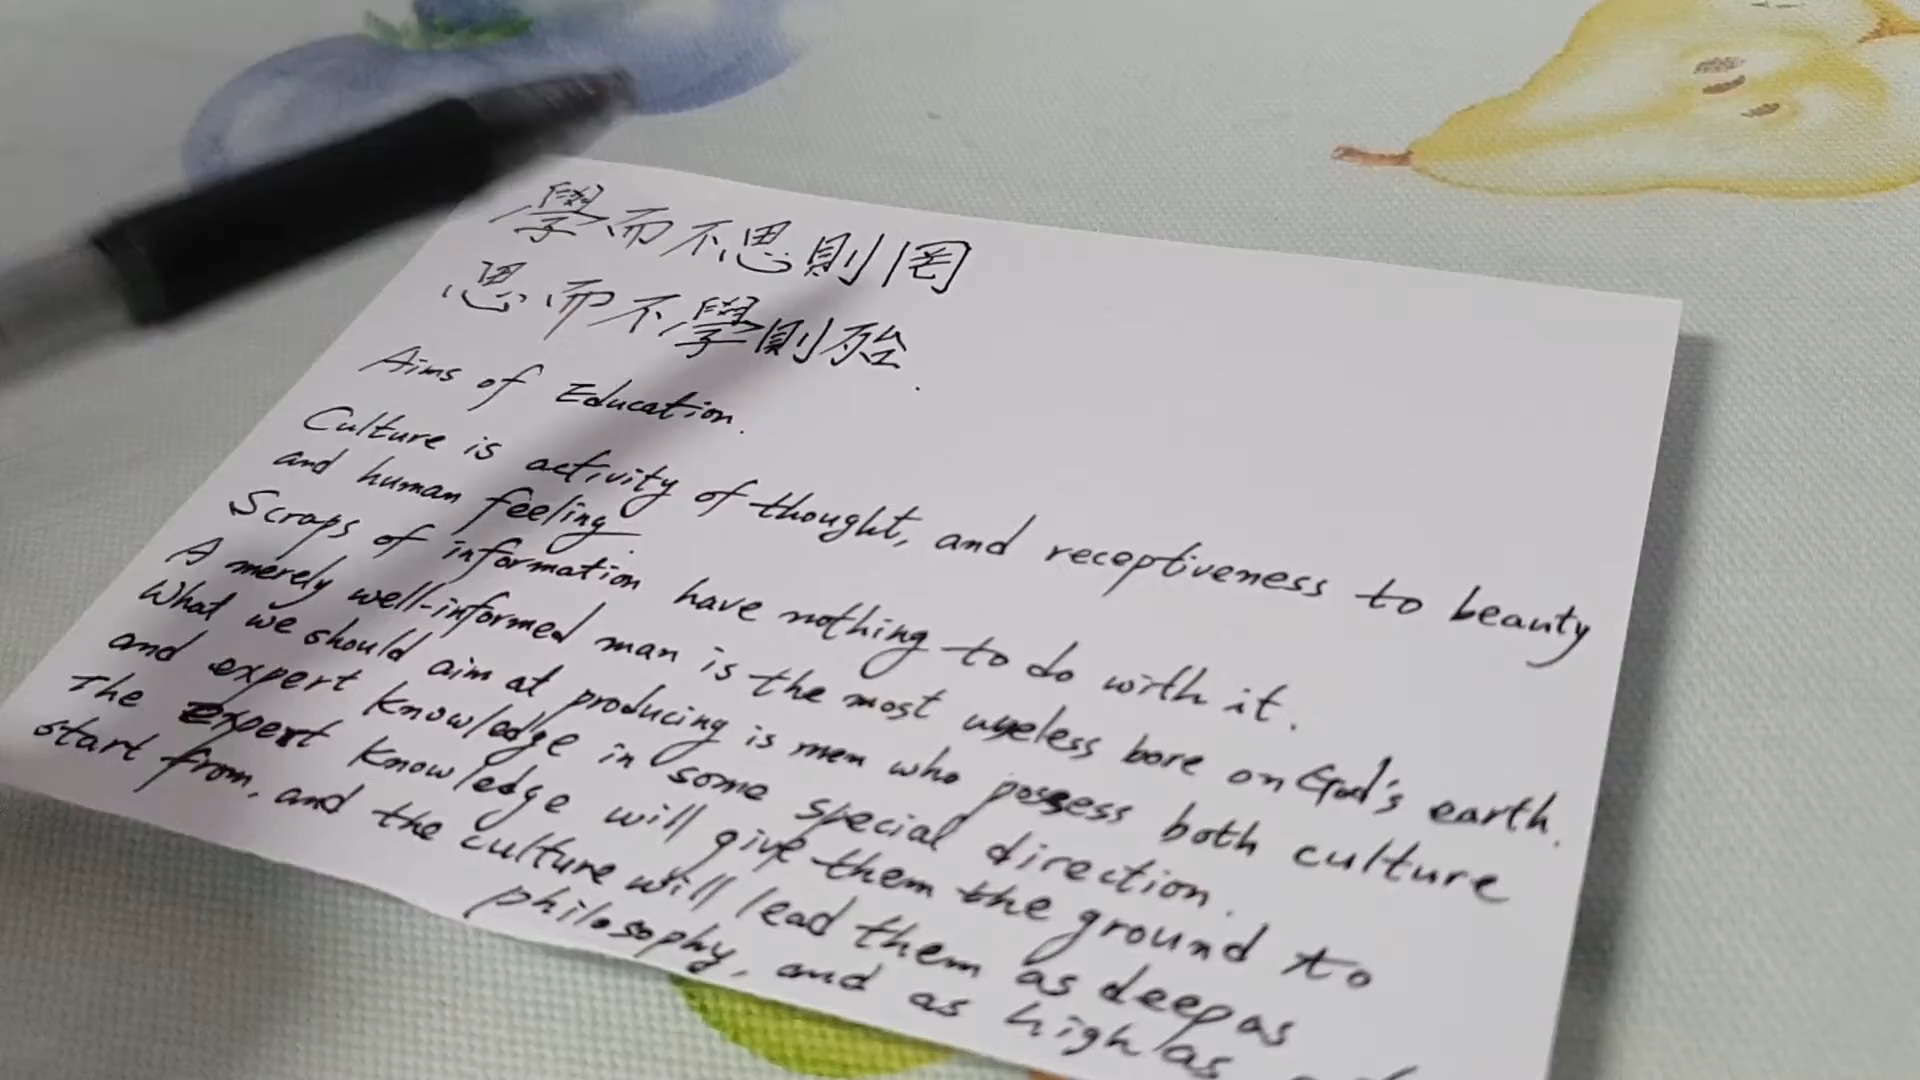 學而不思則罔
思而不學則殆.
Aims of Education.
Culture is activity of thought, and receptiveness to beauty
and human feeling.
Scraps of information have nothing to do with it.
A merely well-informed man is the most useless bore on God's earth.
What we should aim at producing is men who possess both culture
and expert knowledge in some special direction.
The Expert knowledge will give them the ground to
start from, and the culture will lead them as deep as
philosophy, and as high as